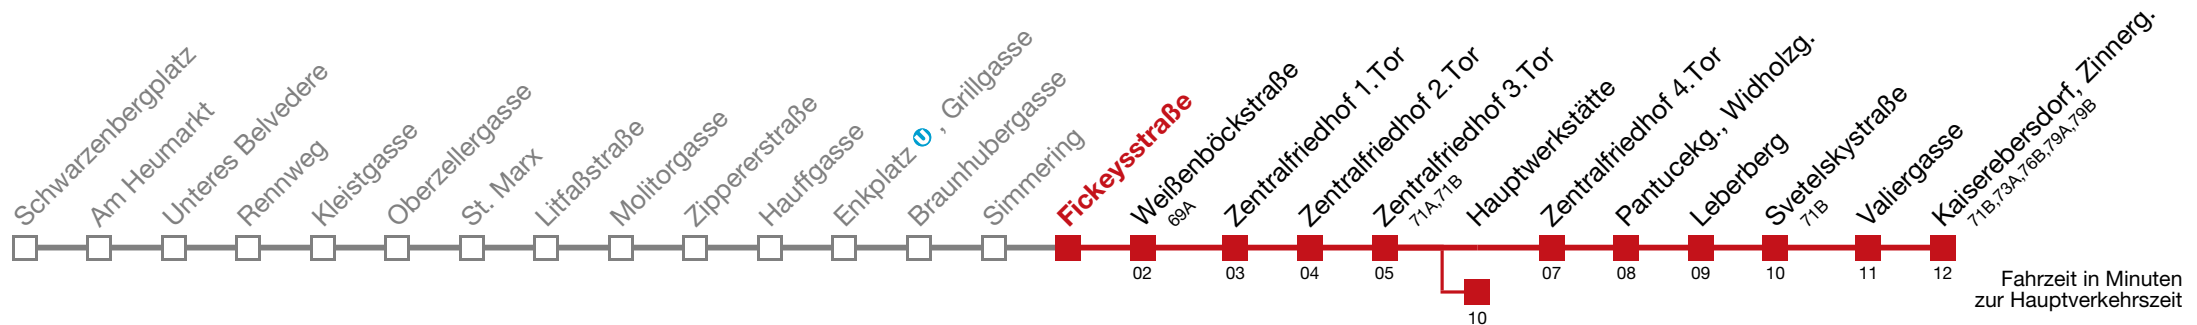 Schwarzenbergplatz
Am Heumarkt
Unteres Belvedere
Rennweg
Kleistgasse
Oberzellergasse
St. Marx
Litfaßstraße
Molitorgasse
Zippererstraße
Hauffgasse
Enkplatz U, Grillgasse
Braunhubergasse
Simmering
Fickeysstraße
Weißenböckstraße
69A
Zentralfriedhof 1.Tor
Zentralfriedhof 2.Tor
Zentralfriedhof 3.Tor
71A,71B
Hauptwerkstätte
Zentralfriedhof 4.Tor
Pantucekg., Widholzg.
Leberberg
Svetelskystraße
71B
Valiergasse
Kaiserebersdorf, Zinnerg.
71B,73A,76B,79A,79B
02 03 04 05 07 08 09 10 11 12
10
Fahrzeit in Minuten
zur Hauptverkehrszeit